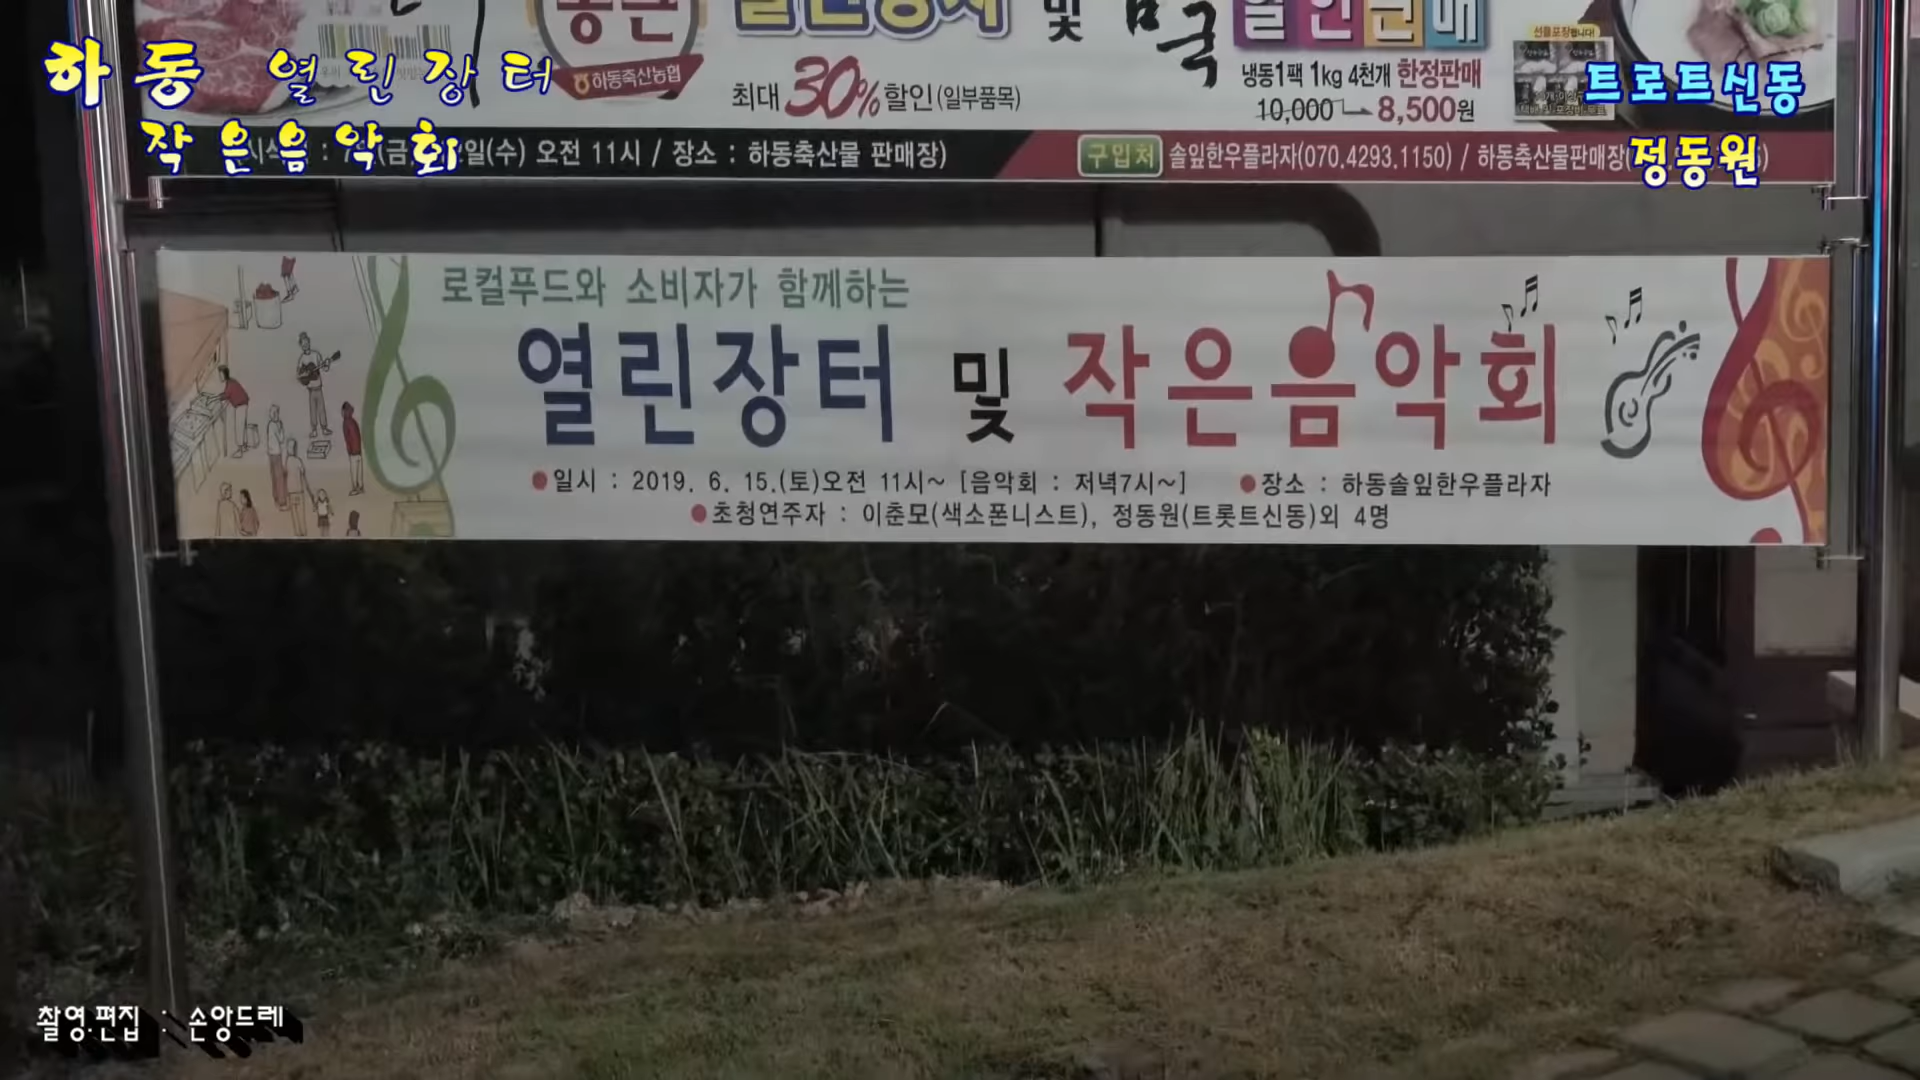 하동 열린장터
작은음악회
트로트신동
정동원
하동축산농협
최대 30% 할인(일부품목)
및
국
냉동1팩 1kg 4천개 한정판매
10,000 8,500원
오전 11시 / 장소 : 하동축산물 판매장)
구입처 솔잎한우플라자(070.4293.1150) / 하동축산물판매장
로컬푸드와 소비자가 함께하는
열린장터 및 작은음악회
일시 : 2019. 6. 15.(토)오전 11시~ [음악회 : 저녁7시~] 장소 : 하동솔잎한우플라자
초청연주자 : 이춘모(색소폰니스트), 정동원(트롯트신동)외 4명
촬영.편집 : 손앙드레